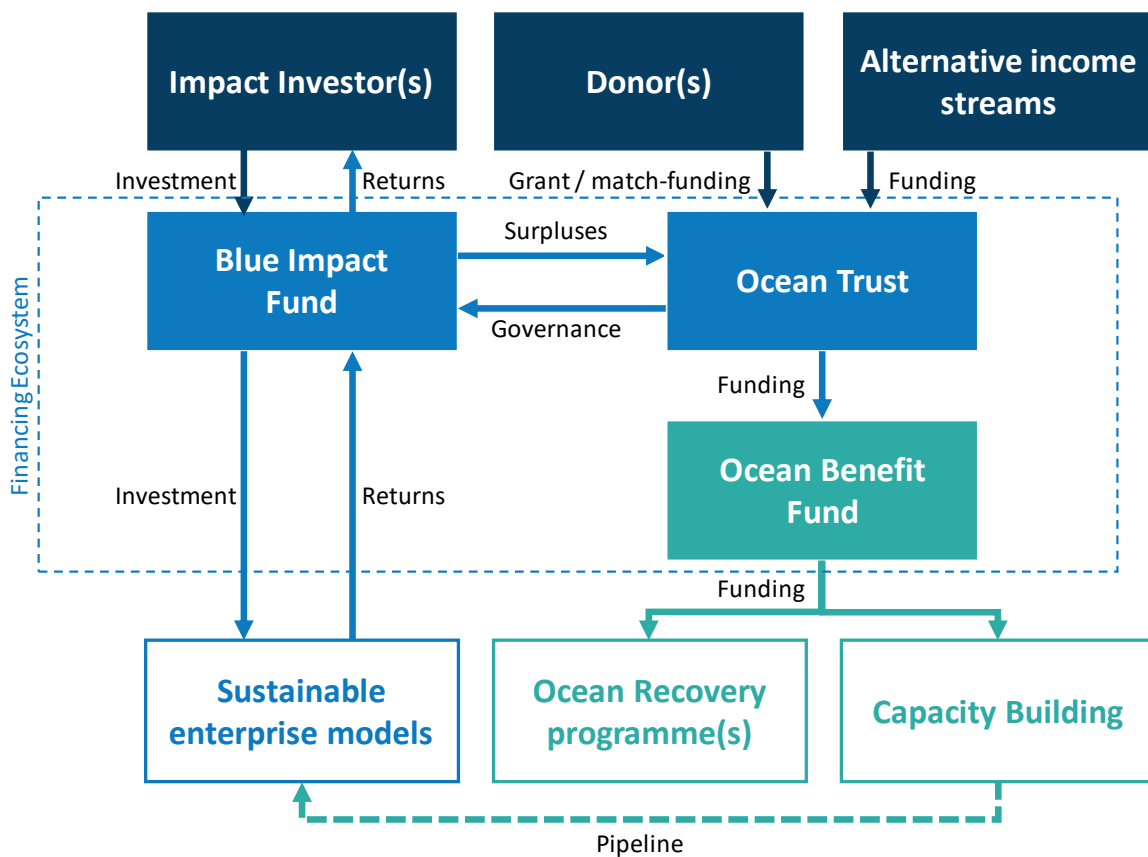 Impact Investor(s)
Donor(s)
Alternative income
streams
Investment
Returns
Grant / match-funding
Funding
Financing Ecosystem
Blue Impact
Fund
Surpluses
Governance
Ocean Trust
Funding
Ocean Benefit
Fund
Investment
Returns
Funding
Sustainable
enterprise models
Ocean Recovery
programme(s)
Capacity Building
Pipeline